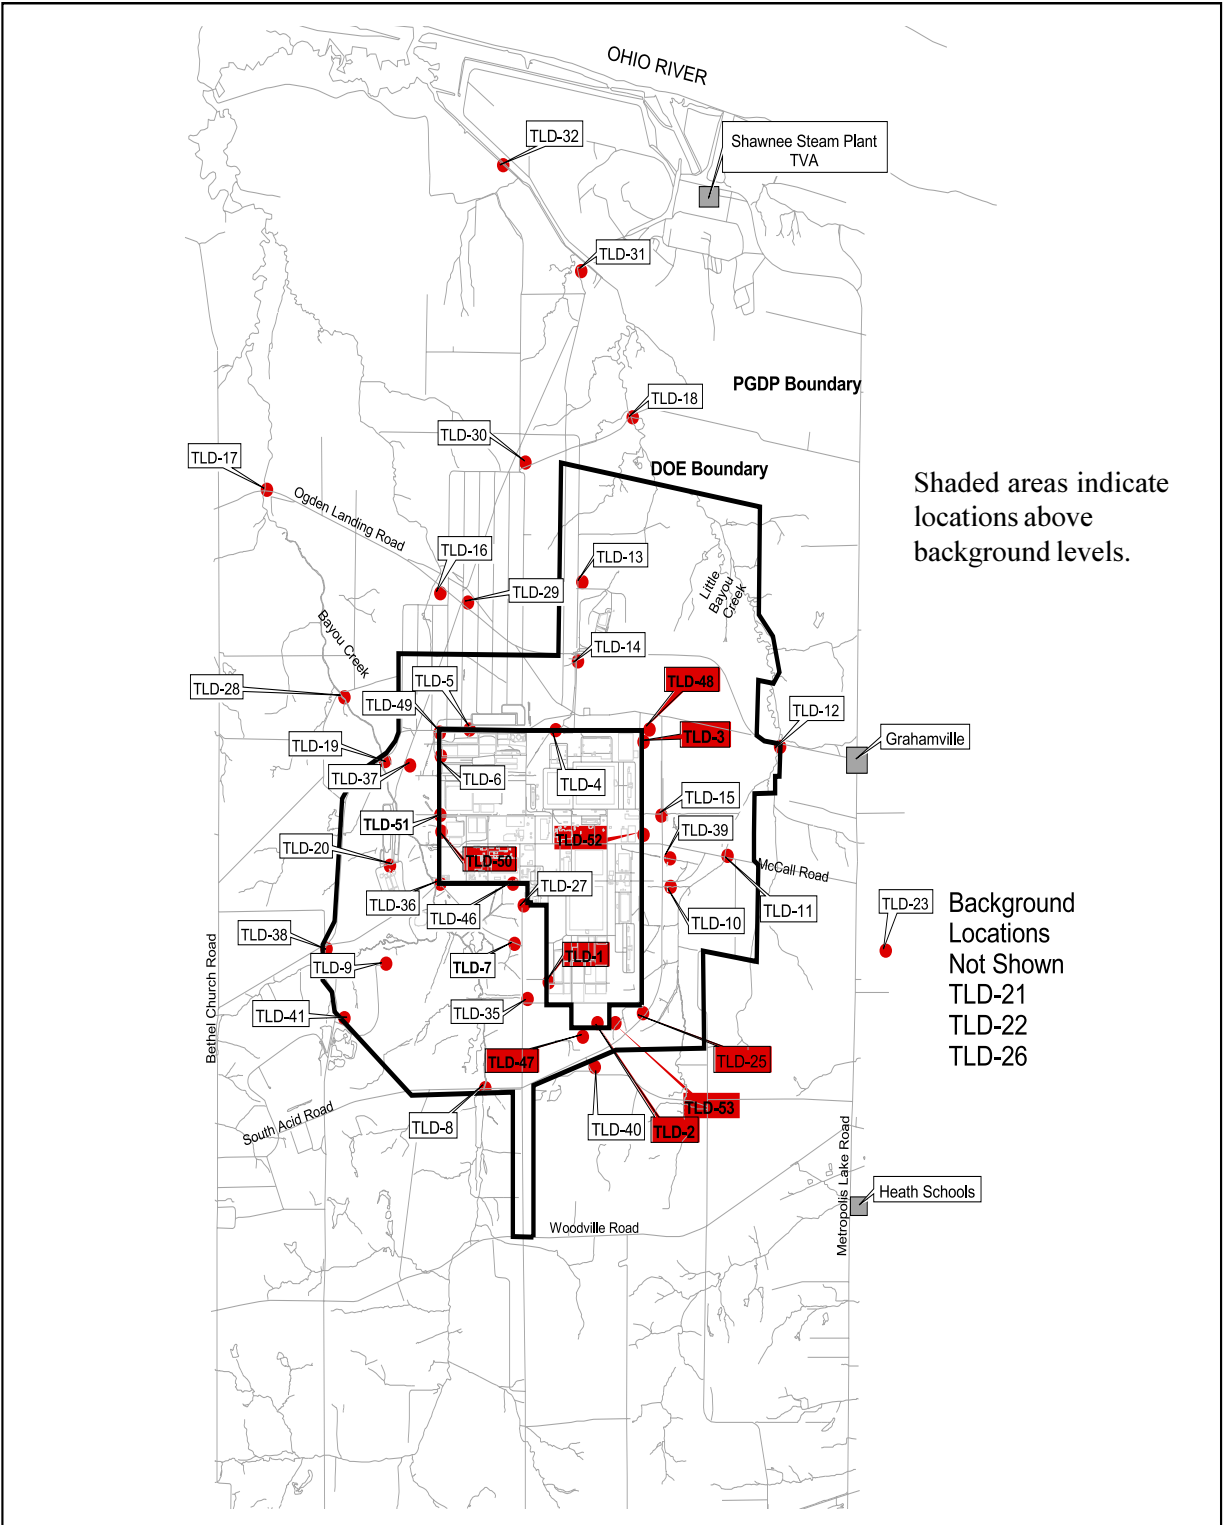 OHIO RIVER
TLD-32
Shawnee Steam Plant
TVA
TLD-31
PGDP Boundary
TLD-18
TLD-30
DOE Boundary
TLD-17
Shaded areas indicate
locations above
background levels.
Ogden Landing Road
TLD-16
TLD-13
TLD-29
Little
Bayou
Creek
Bayou Creek
TLD-14
TLD-5
TLD-48
TLD-28
TLD-49
TLD-12
TLD-3
Grahamville
TLD-19
TLD-37
TLD-6
TLD-4
TLD-15
TLD-51
TLD-52
TLD-39
TLD-20
TLD-50
McCall Road
TLD-36
TLD-27
TLD-46
TLD-10
TLD-11
TLD-23
Background
Locations
Not Shown
TLD-21
TLD-22
TLD-26
TLD-38
TLD-9
TLD-7
TLD-1
Bethel Church Road
TLD-41
TLD-35
TLD-47
TLD-25
South Acid Road
TLD-8
TLD-40
TLD-53
TLD-2
Metropolis Lake Road
Heath Schools
Woodville Road